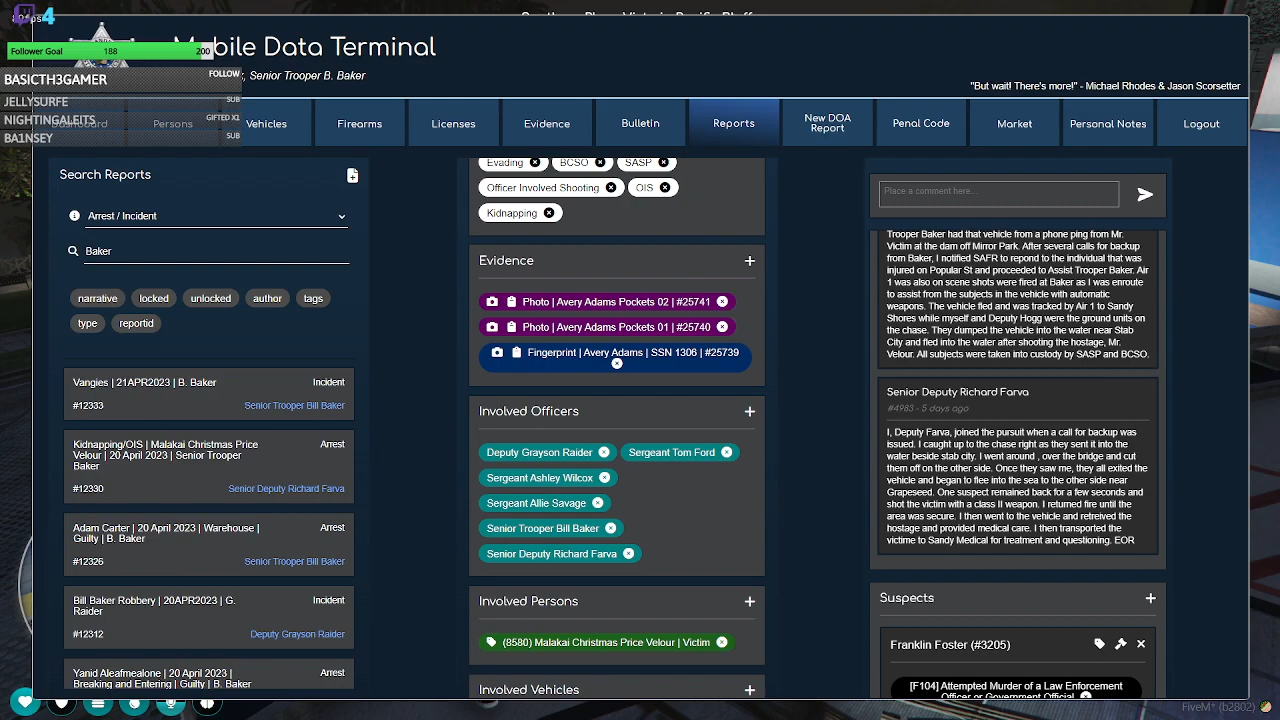 4
Mobile Data Terminal
Follower Goal 188 200
, Senior Trooper B. Baker
"But wait! There's more!" - Michael Rhodes & Jason Scorsetter
BASICTH3GAMER FOLLOW
JELLYSURFE SUB
NIGHTINGALEITS GIFTED X1
BA1NSEY SUB
Dashboard
Persons
Vehicles
Firearms
Licenses
Evidence
Bulletin
Reports
New DOA
Report
Penal Code
Market
Personal Notes
Logout
Search Reports
Arrest / Incident
Baker
narrative
locked
unlocked
author
tags
type
reportid
Vangies | 21APR2023 | B. Baker Incident
#12333 Senior Trooper Bill Baker
Kidnapping/OIS | Malakai Christmas Price Arrest
Velour | 20 April 2023 | Senior Trooper
Baker
#12330 Senior Deputy Richard Farva
Adam Carter | 20 April 2023 | Warehouse | Arrest
Guilty | B. Baker
#12326 Senior Trooper Bill Baker
Bill Baker Robbery | 20APR2023 | G. Incident
Raider
#12312 Deputy Grayson Raider
Yanid Aleafmealone | 20 April 2023 | Arrest
Breaking and Entering | Guilty | B. Baker
Evading
BCSO
SASP
Officer Involved Shooting
OIS
Kidnapping
Evidence
Photo | Avery Adams Pockets 02 | #25741
Photo | Avery Adams Pockets 01 | #25740
Fingerprint | Avery Adams | SSN 1306 | #25739
Involved Officers
Deputy Grayson Raider
Sergeant Tom Ford
Sergeant Ashley Wilcox
Sergeant Allie Savage
Senior Trooper Bill Baker
Senior Deputy Richard Farva
Involved Persons
(8580) Malakai Christmas Price Velour | Victim
Involved Vehicles
Place a comment here...
Trooper Baker had that vehicle from a phone ping from Mr.
Victim at the dam off Mirror Park. After several calls for backup
from Baker, I notified SAFR to respond to the individual that was
injured on Popular St and proceeded to Assist Trooper Baker. Air
1 was also on scene shots were fired at Baker as I was enroute
to assist from the subjects in the vehicle with automatic
weapons. The vehicle fled and was tracked by Air 1 to Sandy
Shores while myself and Deputy Hogg were the ground units on
the chase. They dumped the vehicle into the water near Stab
City and fled into the water after shooting the hostage, Mr.
Velour. All subjects were taken into custody by SASP and BCSO.
Senior Deputy Richard Farva
#4983 - 5 days ago
I, Deputy Farva, joined the pursuit when a call for backup was
issued. I caught up to the chase right as they sent it into the
water beside stab city. I went around , over the bridge and cut
them off on the other side. Once they saw me, they all exited the
vehicle and began to flee into the sea to the other side near
Grapeseed. One suspect remained back for a few seconds and
shot the victim with a class II weapon. I returned fire until the
area was secure. I then went to the vehicle and retreived the
hostage and provided medical care. I then transported the
victime to Sandy Medical for treatment and questioning. EOR
Suspects
Franklin Foster (#3205)
[F104] Attempted Murder of a Law Enforcement
Officer or Government Official
FiveM* (b2802)